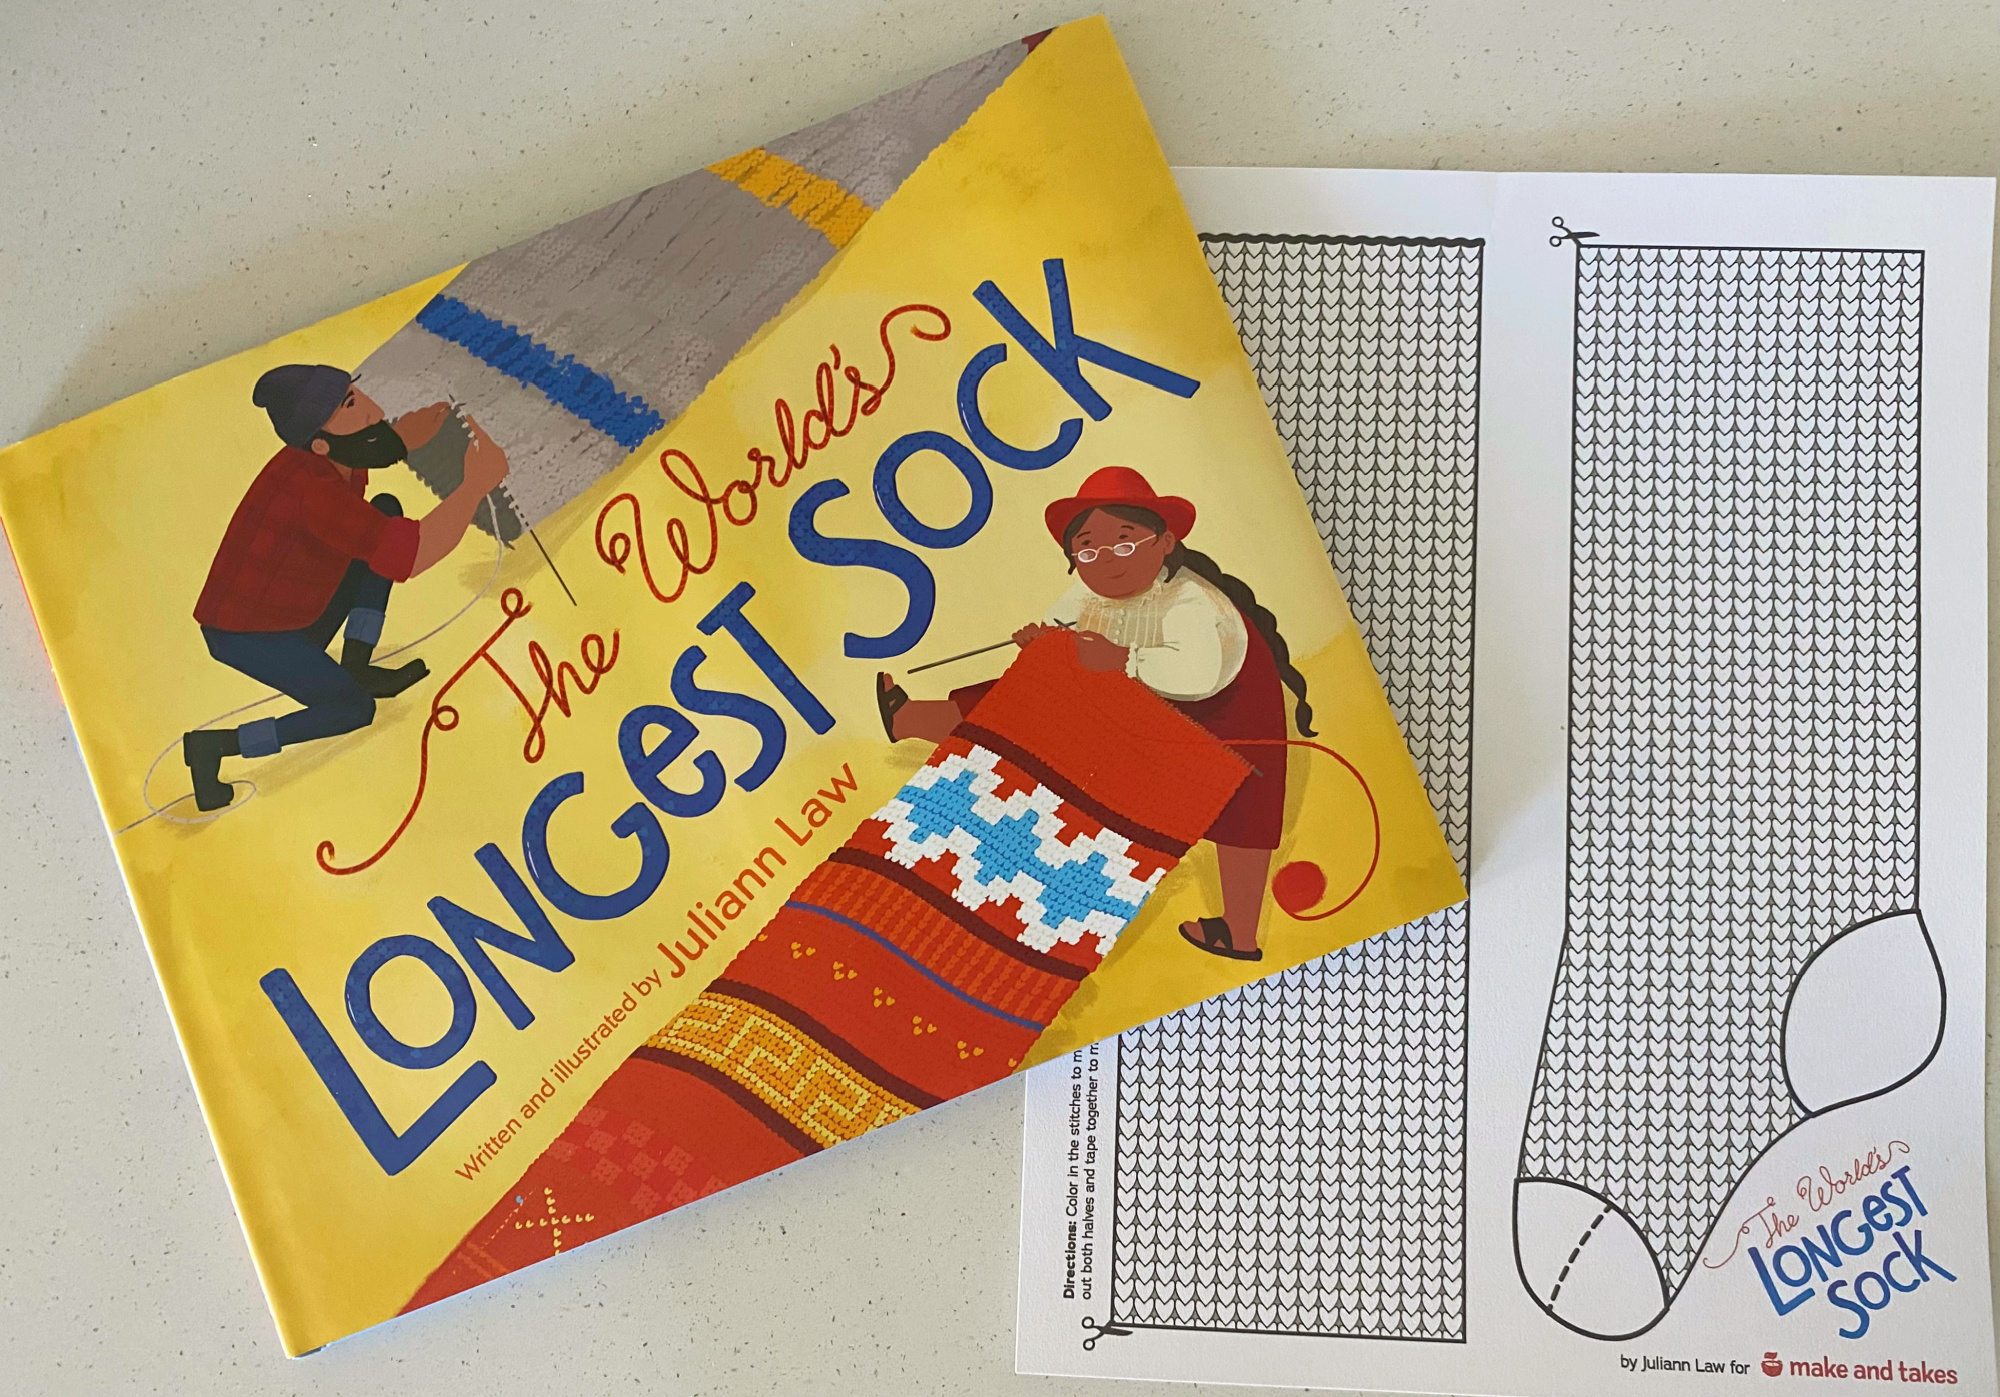 The World's
LONGEST SOCK
Written and illustrated by Juliann Law
Directions: Color in the stitches to
out both halves and tape together to
The World's
LONGEST
SOCK
by Juliann Law for make and takes